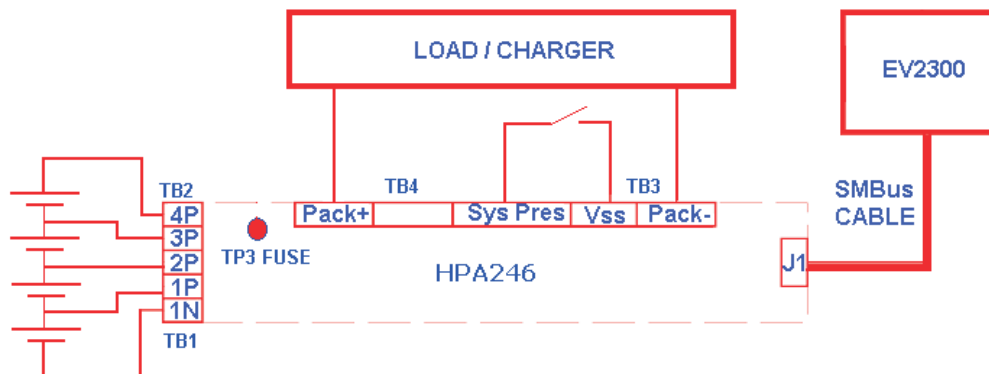 LOAD / CHARGER
EV2300
TB2
TB4
TB3
SMBus
CABLE
4P
Pack+
Sys Pres
Vss
Pack-
3P
TP3 FUSE
2P
HPA246
J1
1P
1N
TB1